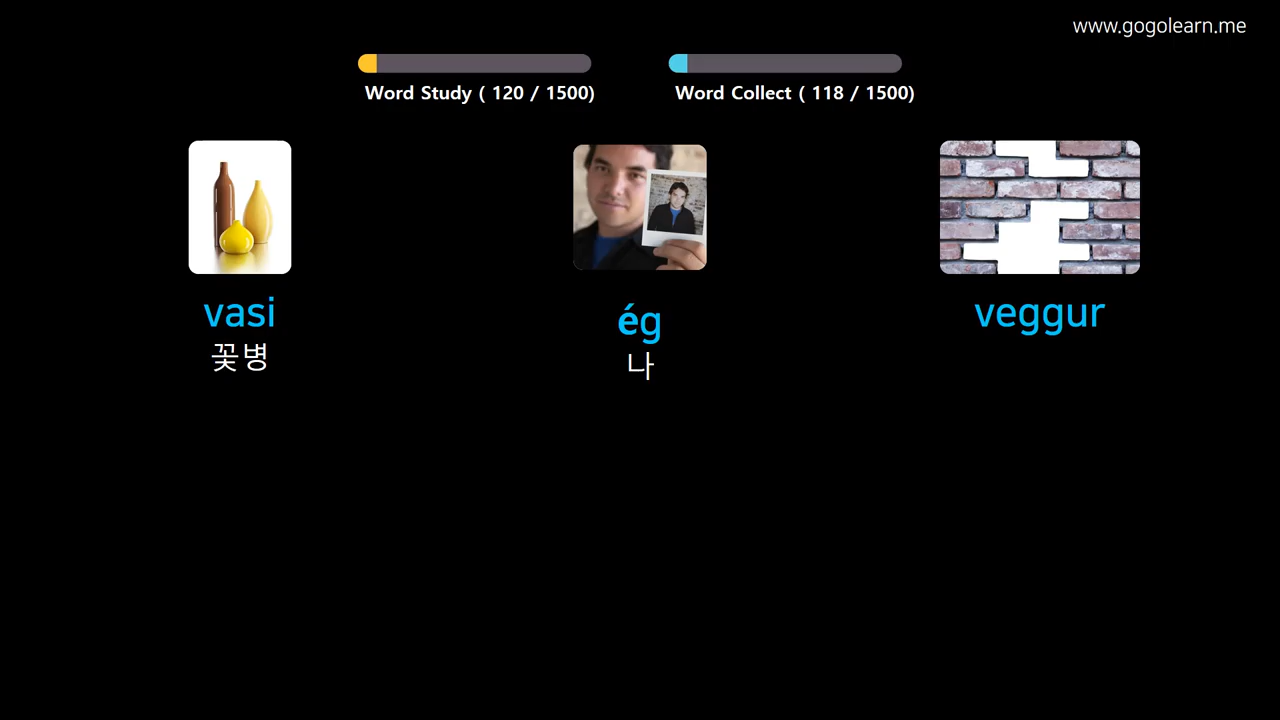 www.gogolearn.me
Word Study ( 120 / 1500)
Word Collect ( 118 / 1500)
vasi
꽃병
ég
나
veggur